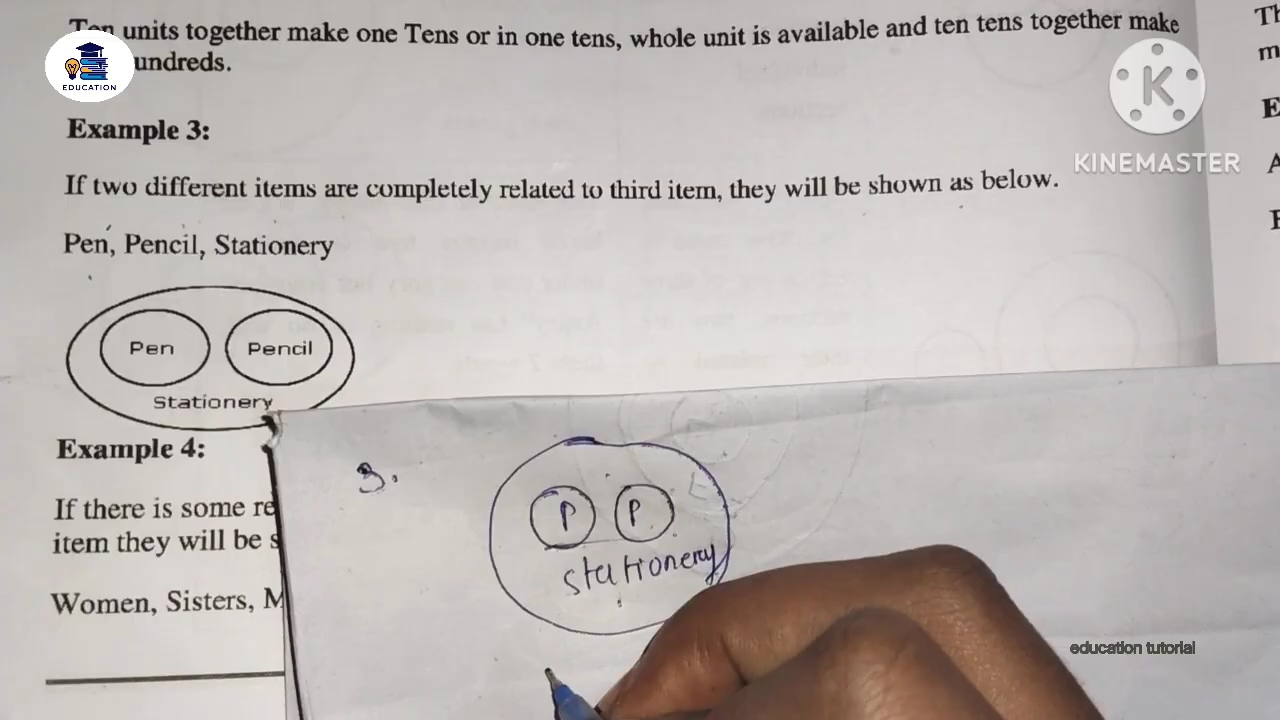 Ten units together make one Tens or in one tens, whole unit is available and ten tens together make
undreds.
EDUCATION
KINEMASTER
Example 3:
If two different items are completely related to third item, they will be shown as below.
Pen, Pencil, Stationery
Pen
Pencil
Stationery
Example 4:
If there is some re
item they will be s
Women, Sisters, M
3.
P P
stationery
education tutorial